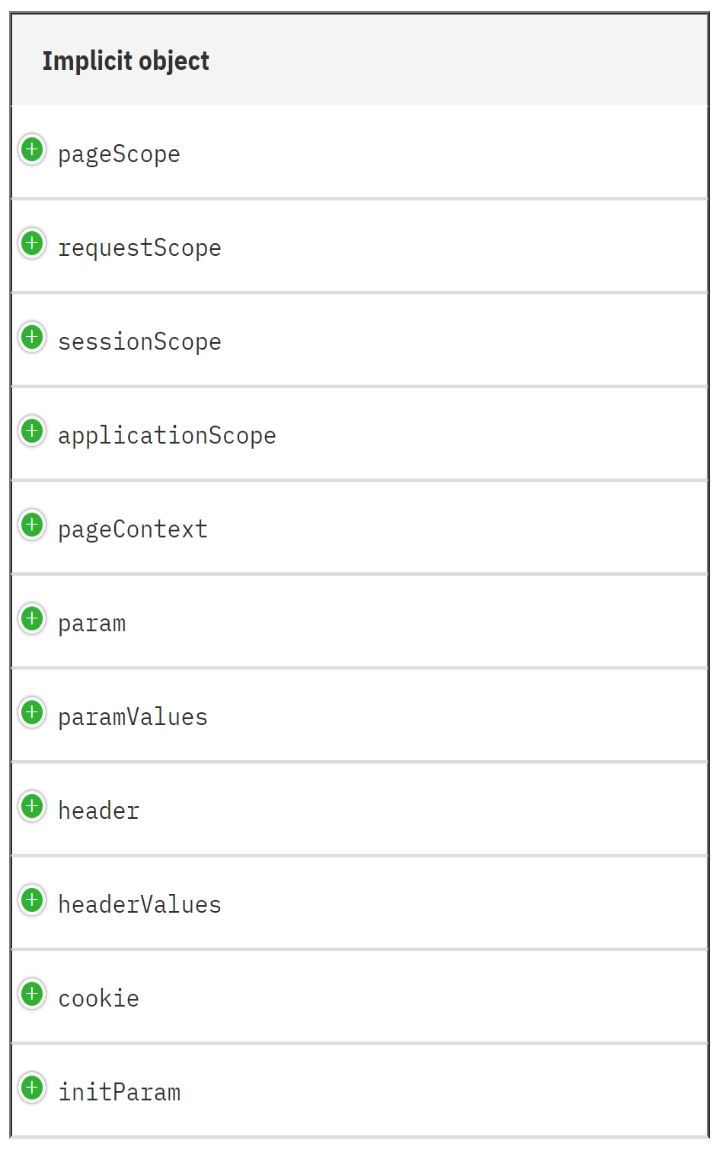 Implicit object
pageScope
requestScope
sessionScope
applicationScope
pageContext
param
paramValues
header
headerValues
cookie
initParam